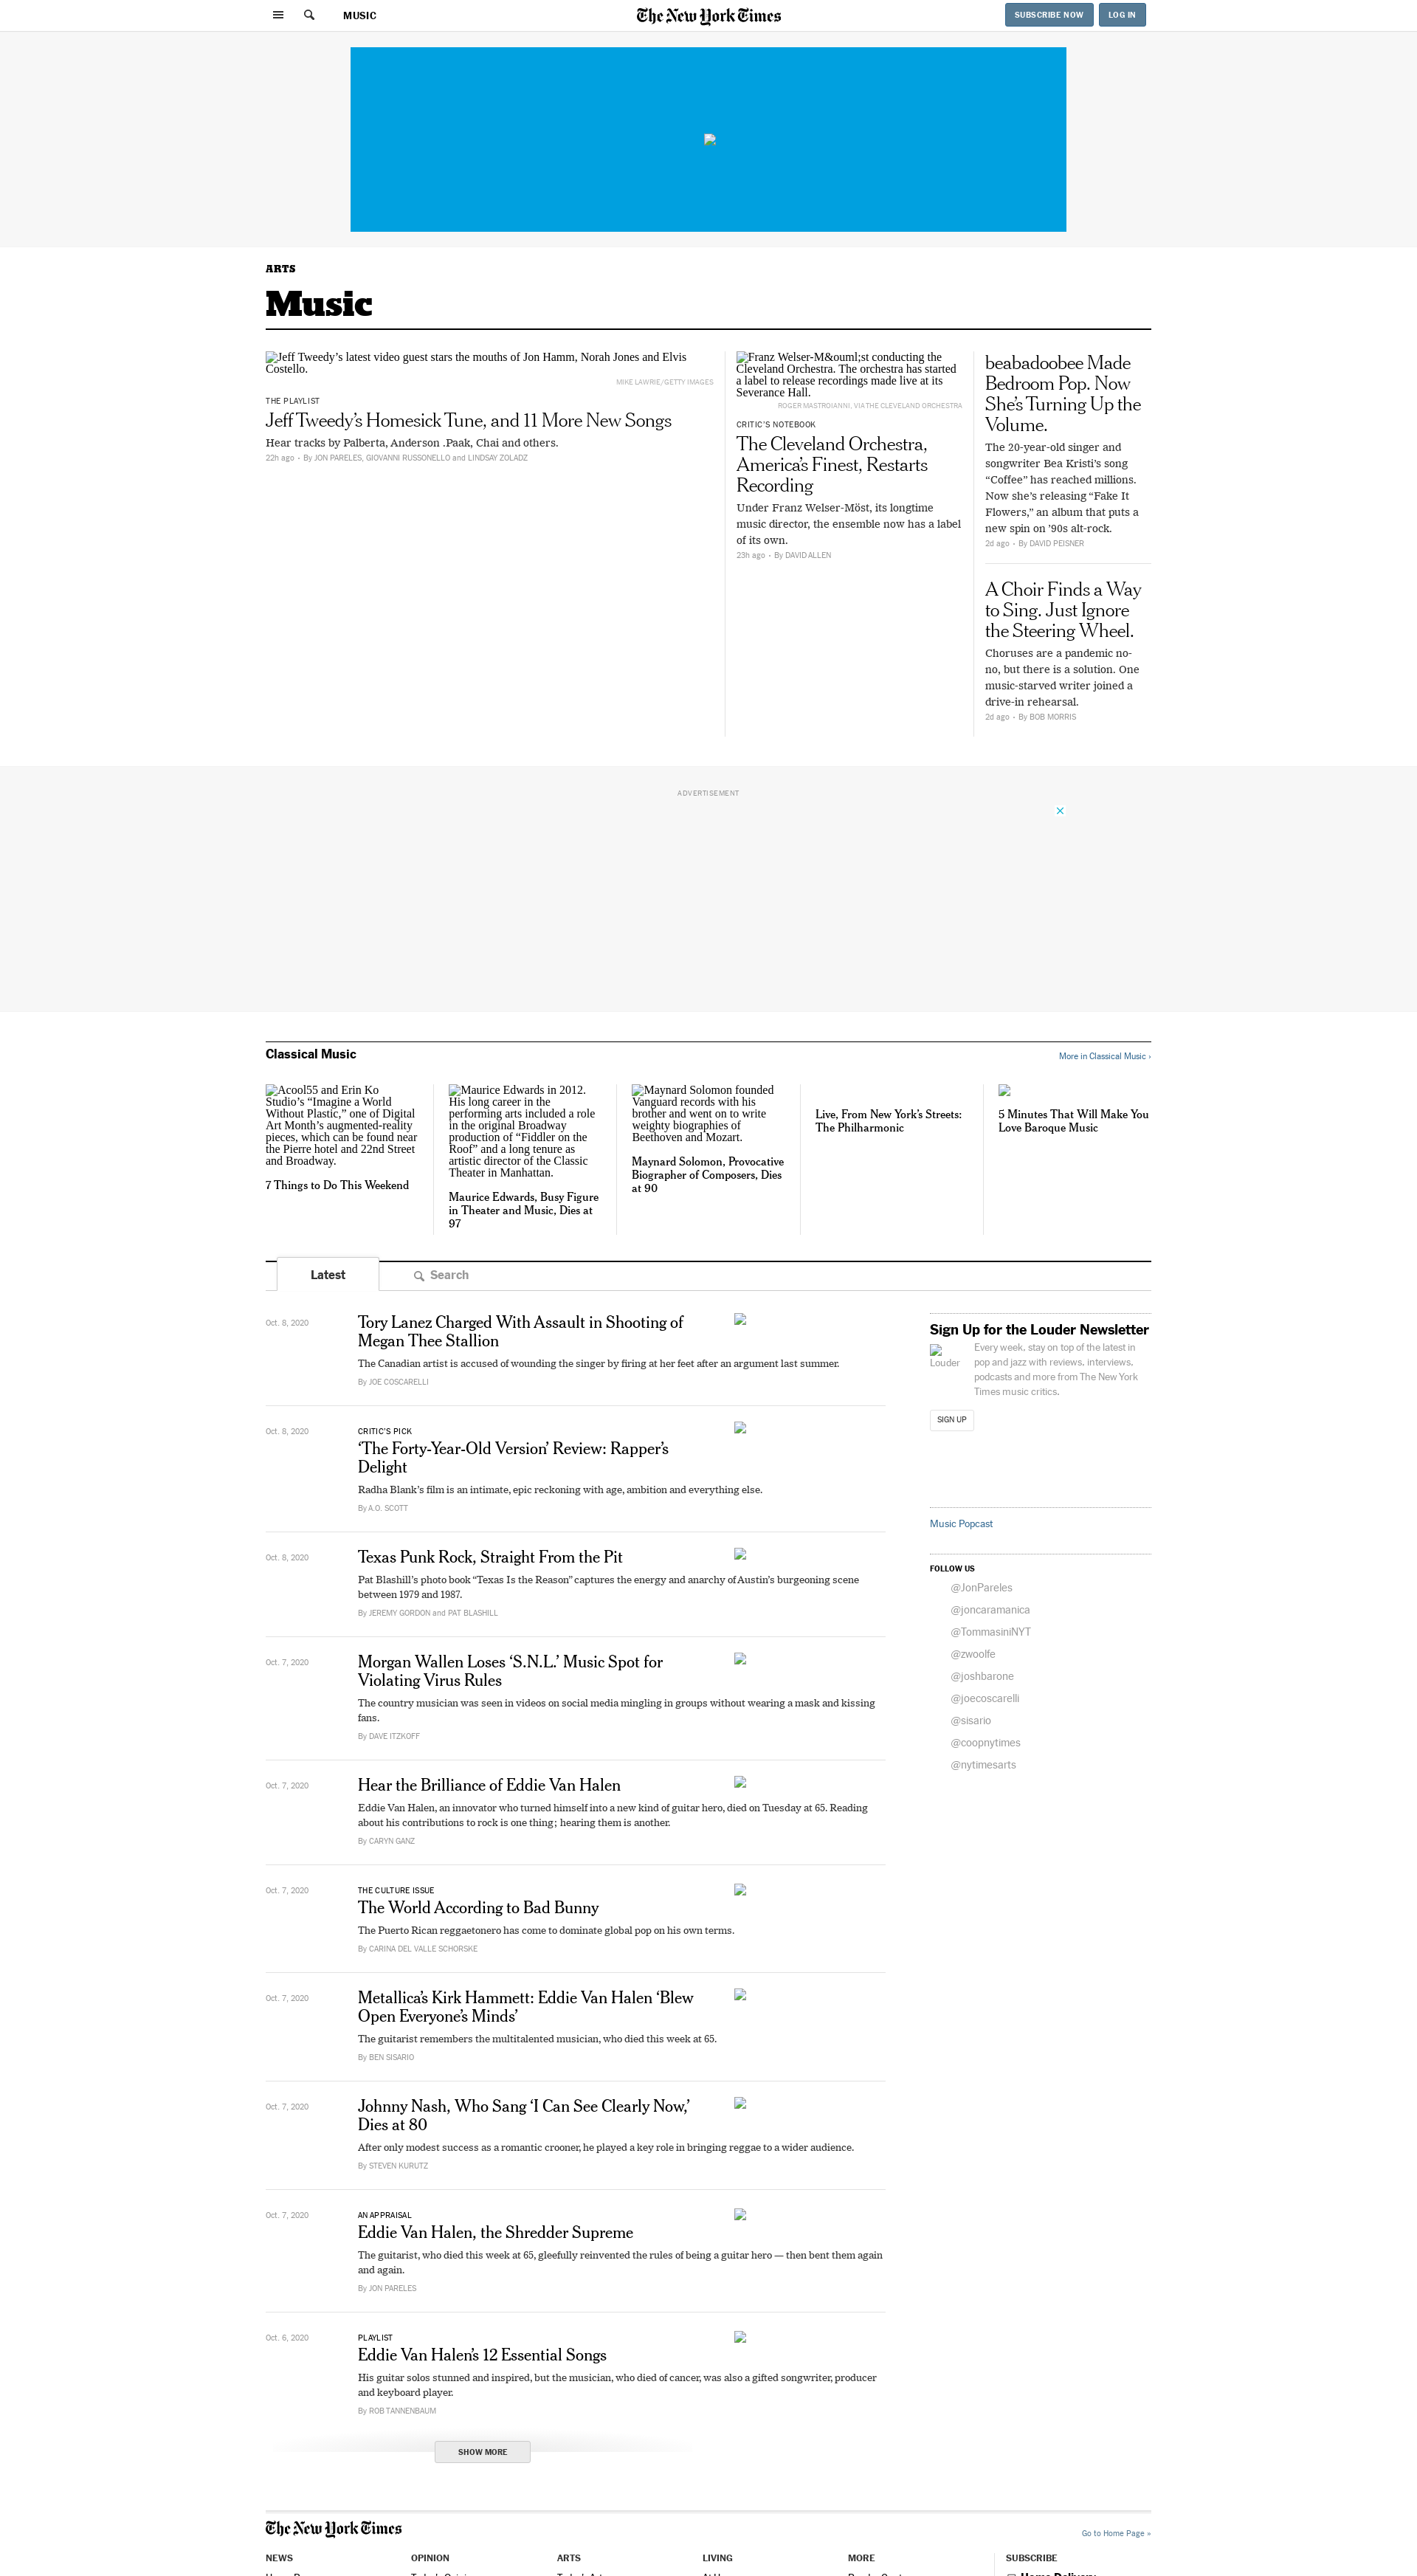 MUSIC
The New York Times
SUBSCRIBE NOW
LOG IN
ARTS
Music
Jeff Tweedy’s latest video guest stars the mouths of Jon Hamm, Norah Jones and Elvis
Costello.
MIKE LAWRIE/GETTY IMAGES
THE PLAYLIST
Jeff Tweedy’s Homesick Tune, and 11 More New Songs
Hear tracks by Palberta, Anderson .Paak, Chai and others.
22h ago • By JON PARELES, GIOVANNI RUSSONELLO and LINDSAY ZOLADZ
Franz Welser-M&ouml;st conducting the
Cleveland Orchestra. The orchestra has started
a label to release recordings made live at its
Severance Hall.
ROGER MASTROIANNI, VIA THE CLEVELAND ORCHESTRA
CRITIC’S NOTEBOOK
The Cleveland Orchestra,
America’s Finest, Restarts
Recording
Under Franz Welser-Möst, its longtime
music director, the ensemble now has a label
of its own.
23h ago • By DAVID ALLEN
beabadoobee Made
Bedroom Pop. Now
She’s Turning Up the
Volume.
The 20-year-old singer and
songwriter Bea Kristi’s song
“Coffee” has reached millions.
Now she’s releasing “Fake It
Flowers,” an album that puts a
new spin on ’90s alt-rock.
2d ago • By DAVID PEISNER
A Choir Finds a Way
to Sing. Just Ignore
the Steering Wheel.
Choruses are a pandemic no-
no, but there is a solution. One
music-starved writer joined a
drive-in rehearsal.
2d ago • By BOB MORRIS
ADVERTISEMENT
Classical Music
More in Classical Music ›
Acool55 and Erin Ko
Studio’s “Imagine a World
Without Plastic,” one of Digital
Art Month’s augmented-reality
pieces, which can be found near
the Pierre hotel and 22nd Street
and Broadway.
7 Things to Do This Weekend
Maurice Edwards in 2012.
His long career in the
performing arts included a role
in the original Broadway
production of “Fiddler on the
Roof” and a long tenure as
artistic director of the Classic
Theater in Manhattan.
Maurice Edwards, Busy Figure
in Theater and Music, Dies at
97
Maynard Solomon founded
Vanguard records with his
brother and went on to write
weighty biographies of
Beethoven and Mozart.
Maynard Solomon, Provocative
Biographer of Composers, Dies
at 90
Live, From New York’s Streets:
The Philharmonic
5 Minutes That Will Make You
Love Baroque Music
Latest
Search
Oct. 8, 2020
Tory Lanez Charged With Assault in Shooting of
Megan Thee Stallion
The Canadian artist is accused of wounding the singer by firing at her feet after an argument last summer.
By JOE COSCARELLI
Oct. 8, 2020
CRITIC’S PICK
‘The Forty-Year-Old Version’ Review: Rapper’s
Delight
Radha Blank’s film is an intimate, epic reckoning with age, ambition and everything else.
By A.O. SCOTT
Oct. 8, 2020
Texas Punk Rock, Straight From the Pit
Pat Blashill’s photo book “Texas Is the Reason” captures the energy and anarchy of Austin’s burgeoning scene
between 1979 and 1987.
By JEREMY GORDON and PAT BLASHILL
Oct. 7, 2020
Morgan Wallen Loses ‘S.N.L.’ Music Spot for
Violating Virus Rules
The country musician was seen in videos on social media mingling in groups without wearing a mask and kissing
fans.
By DAVE ITZKOFF
Oct. 7, 2020
Hear the Brilliance of Eddie Van Halen
Eddie Van Halen, an innovator who turned himself into a new kind of guitar hero, died on Tuesday at 65. Reading
about his contributions to rock is one thing; hearing them is another.
By CARYN GANZ
Oct. 7, 2020
THE CULTURE ISSUE
The World According to Bad Bunny
The Puerto Rican reggaetonero has come to dominate global pop on his own terms.
By CARINA DEL VALLE SCHORSKE
Oct. 7, 2020
Metallica’s Kirk Hammett: Eddie Van Halen ‘Blew
Open Everyone’s Minds’
The guitarist remembers the multitalented musician, who died this week at 65.
By BEN SISARIO
Oct. 7, 2020
Johnny Nash, Who Sang ‘I Can See Clearly Now,’
Dies at 80
After only modest success as a romantic crooner, he played a key role in bringing reggae to a wider audience.
By STEVEN KURUTZ
Oct. 7, 2020
AN APPRAISAL
Eddie Van Halen, the Shredder Supreme
The guitarist, who died this week at 65, gleefully reinvented the rules of being a guitar hero — then bent them again
and again.
By JON PARELES
Oct. 6, 2020
PLAYLIST
Eddie Van Halen’s 12 Essential Songs
His guitar solos stunned and inspired, but the musician, who died of cancer, was also a gifted songwriter, producer
and keyboard player.
By ROB TANNENBAUM
SHOW MORE
Sign Up for the Louder Newsletter
Louder
Every week, stay on top of the latest in
pop and jazz with reviews, interviews,
podcasts and more from The New York
Times music critics.
SIGN UP
Music Popcast
FOLLOW US
@JonPareles
@joncaramanica
@TommasiniNYT
@zwoolfe
@joshbarone
@joecoscarelli
@sisario
@coopnytimes
@nytimesarts
The New York Times
Go to Home Page »
NEWS
OPINION
ARTS
LIVING
MORE
SUBSCRIBE